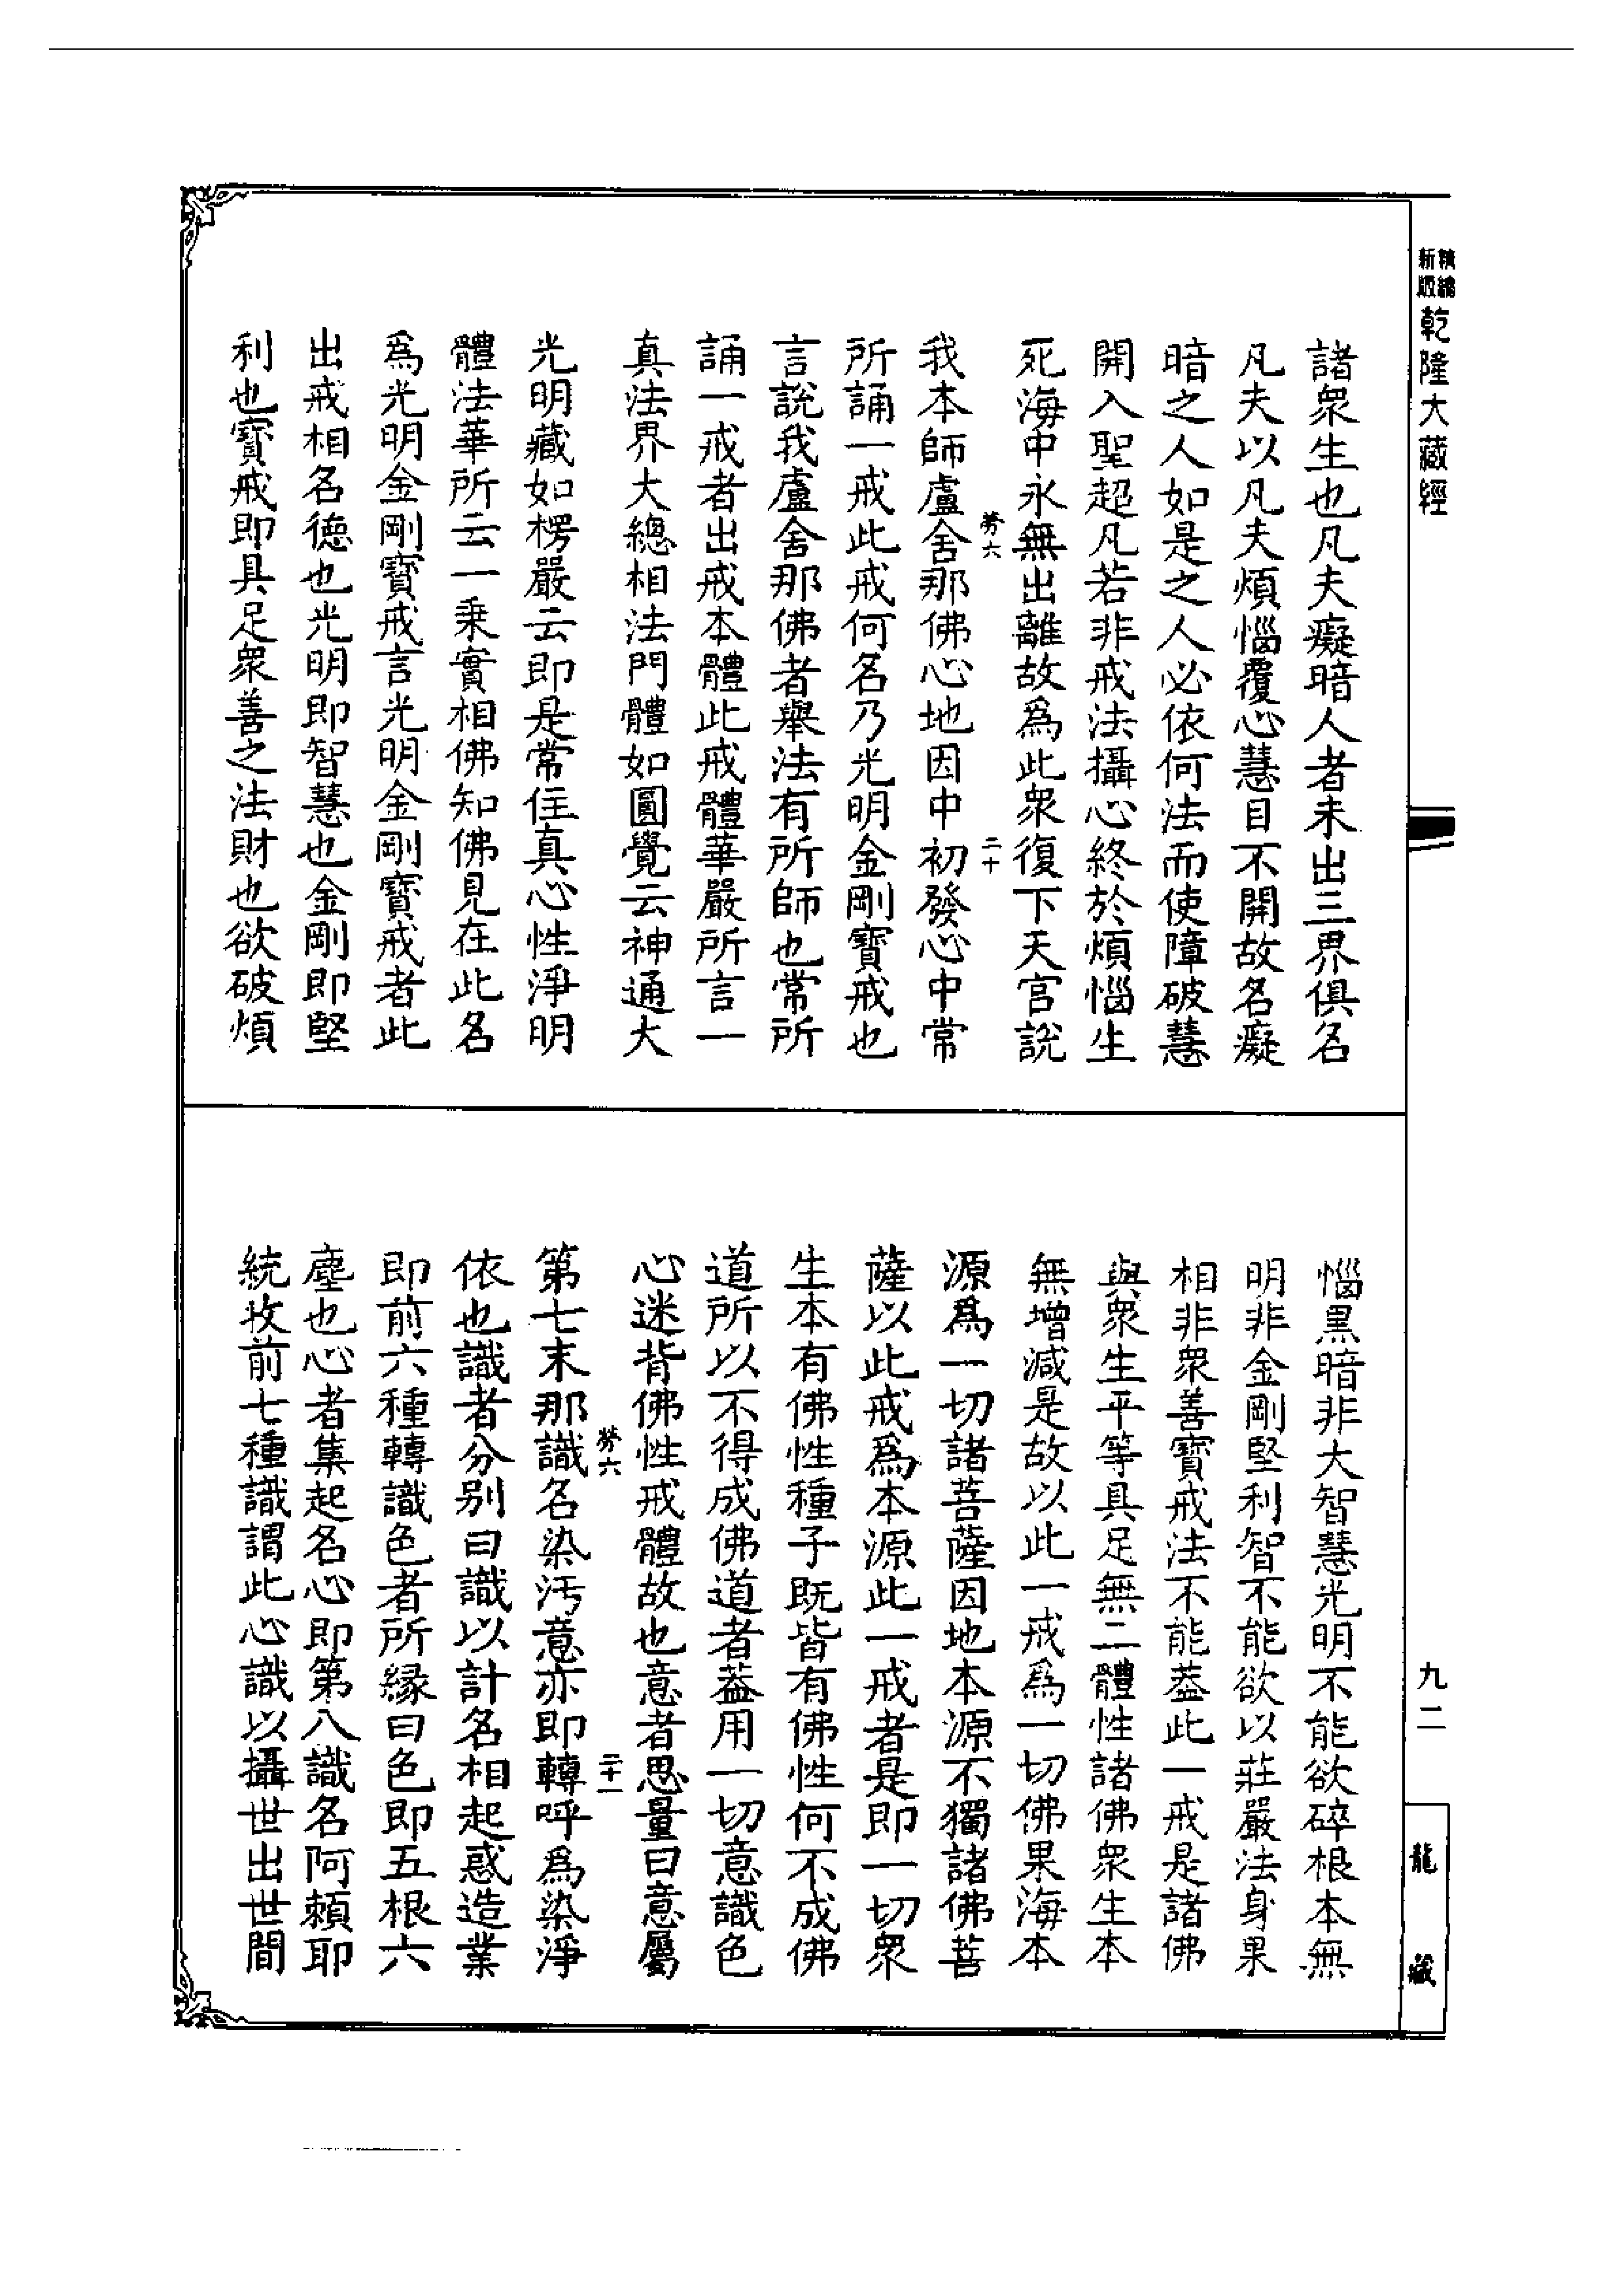 精縮新版乾隆大藏經
諸衆生也凡夫癡暗人者未出三界俱名
凡夫以凡夫煩惱覆心慧目不開故名癡
暗之人如是之人必依何法而使障破慧
開入聖超凡若非戒法攝心終於煩惱生
死海中永無出離故爲此衆復下天宫說
勞六 二十
我本師盧舍那佛心地因中初發心中常
所誦一戒此戒何名乃光明金剛寶戒也
言說我盧舍那佛者舉法有所師也常所
誦一戒者出戒本體此戒體華嚴所言一
真法界大總相法門體如圓覺云神通大
光明藏如楞嚴云即是常住真心性淨明
體法華所云一乘實相佛知佛見在此名
爲光明金剛寶戒言光明金剛寶戒者此
出戒相名德也光明即智慧也金剛即堅
利也寶戒即具足衆善之法財也欲破煩
惱黑暗非大智慧光明不能欲碎根本無
明非金剛堅利智不能欲以莊嚴法身果
相非衆善寶戒法不能葢此一戒是諸佛
與衆生平等具足無二體性諸佛衆生本
無增減是故以此一戒爲一切佛果海本
源爲一切諸菩薩因地本源不獨諸佛菩
薩以此戒爲本源此一戒者是即一切衆
生本有佛性種子既皆有佛性何不成佛
道所以不得成佛道者葢用一切意識色
心迷背佛性戒體故也意者思量曰意屬
勞六 二十一
第七末那識名染汚意亦即轉呼爲染淨
依也識者分别曰識以計名相起惑造業
即前六種轉識色者所緣曰色即五根六
塵也心者集起名心即第八識名阿頼耶
統收前七種識謂此心識以攝世出世間
九二
龍藏